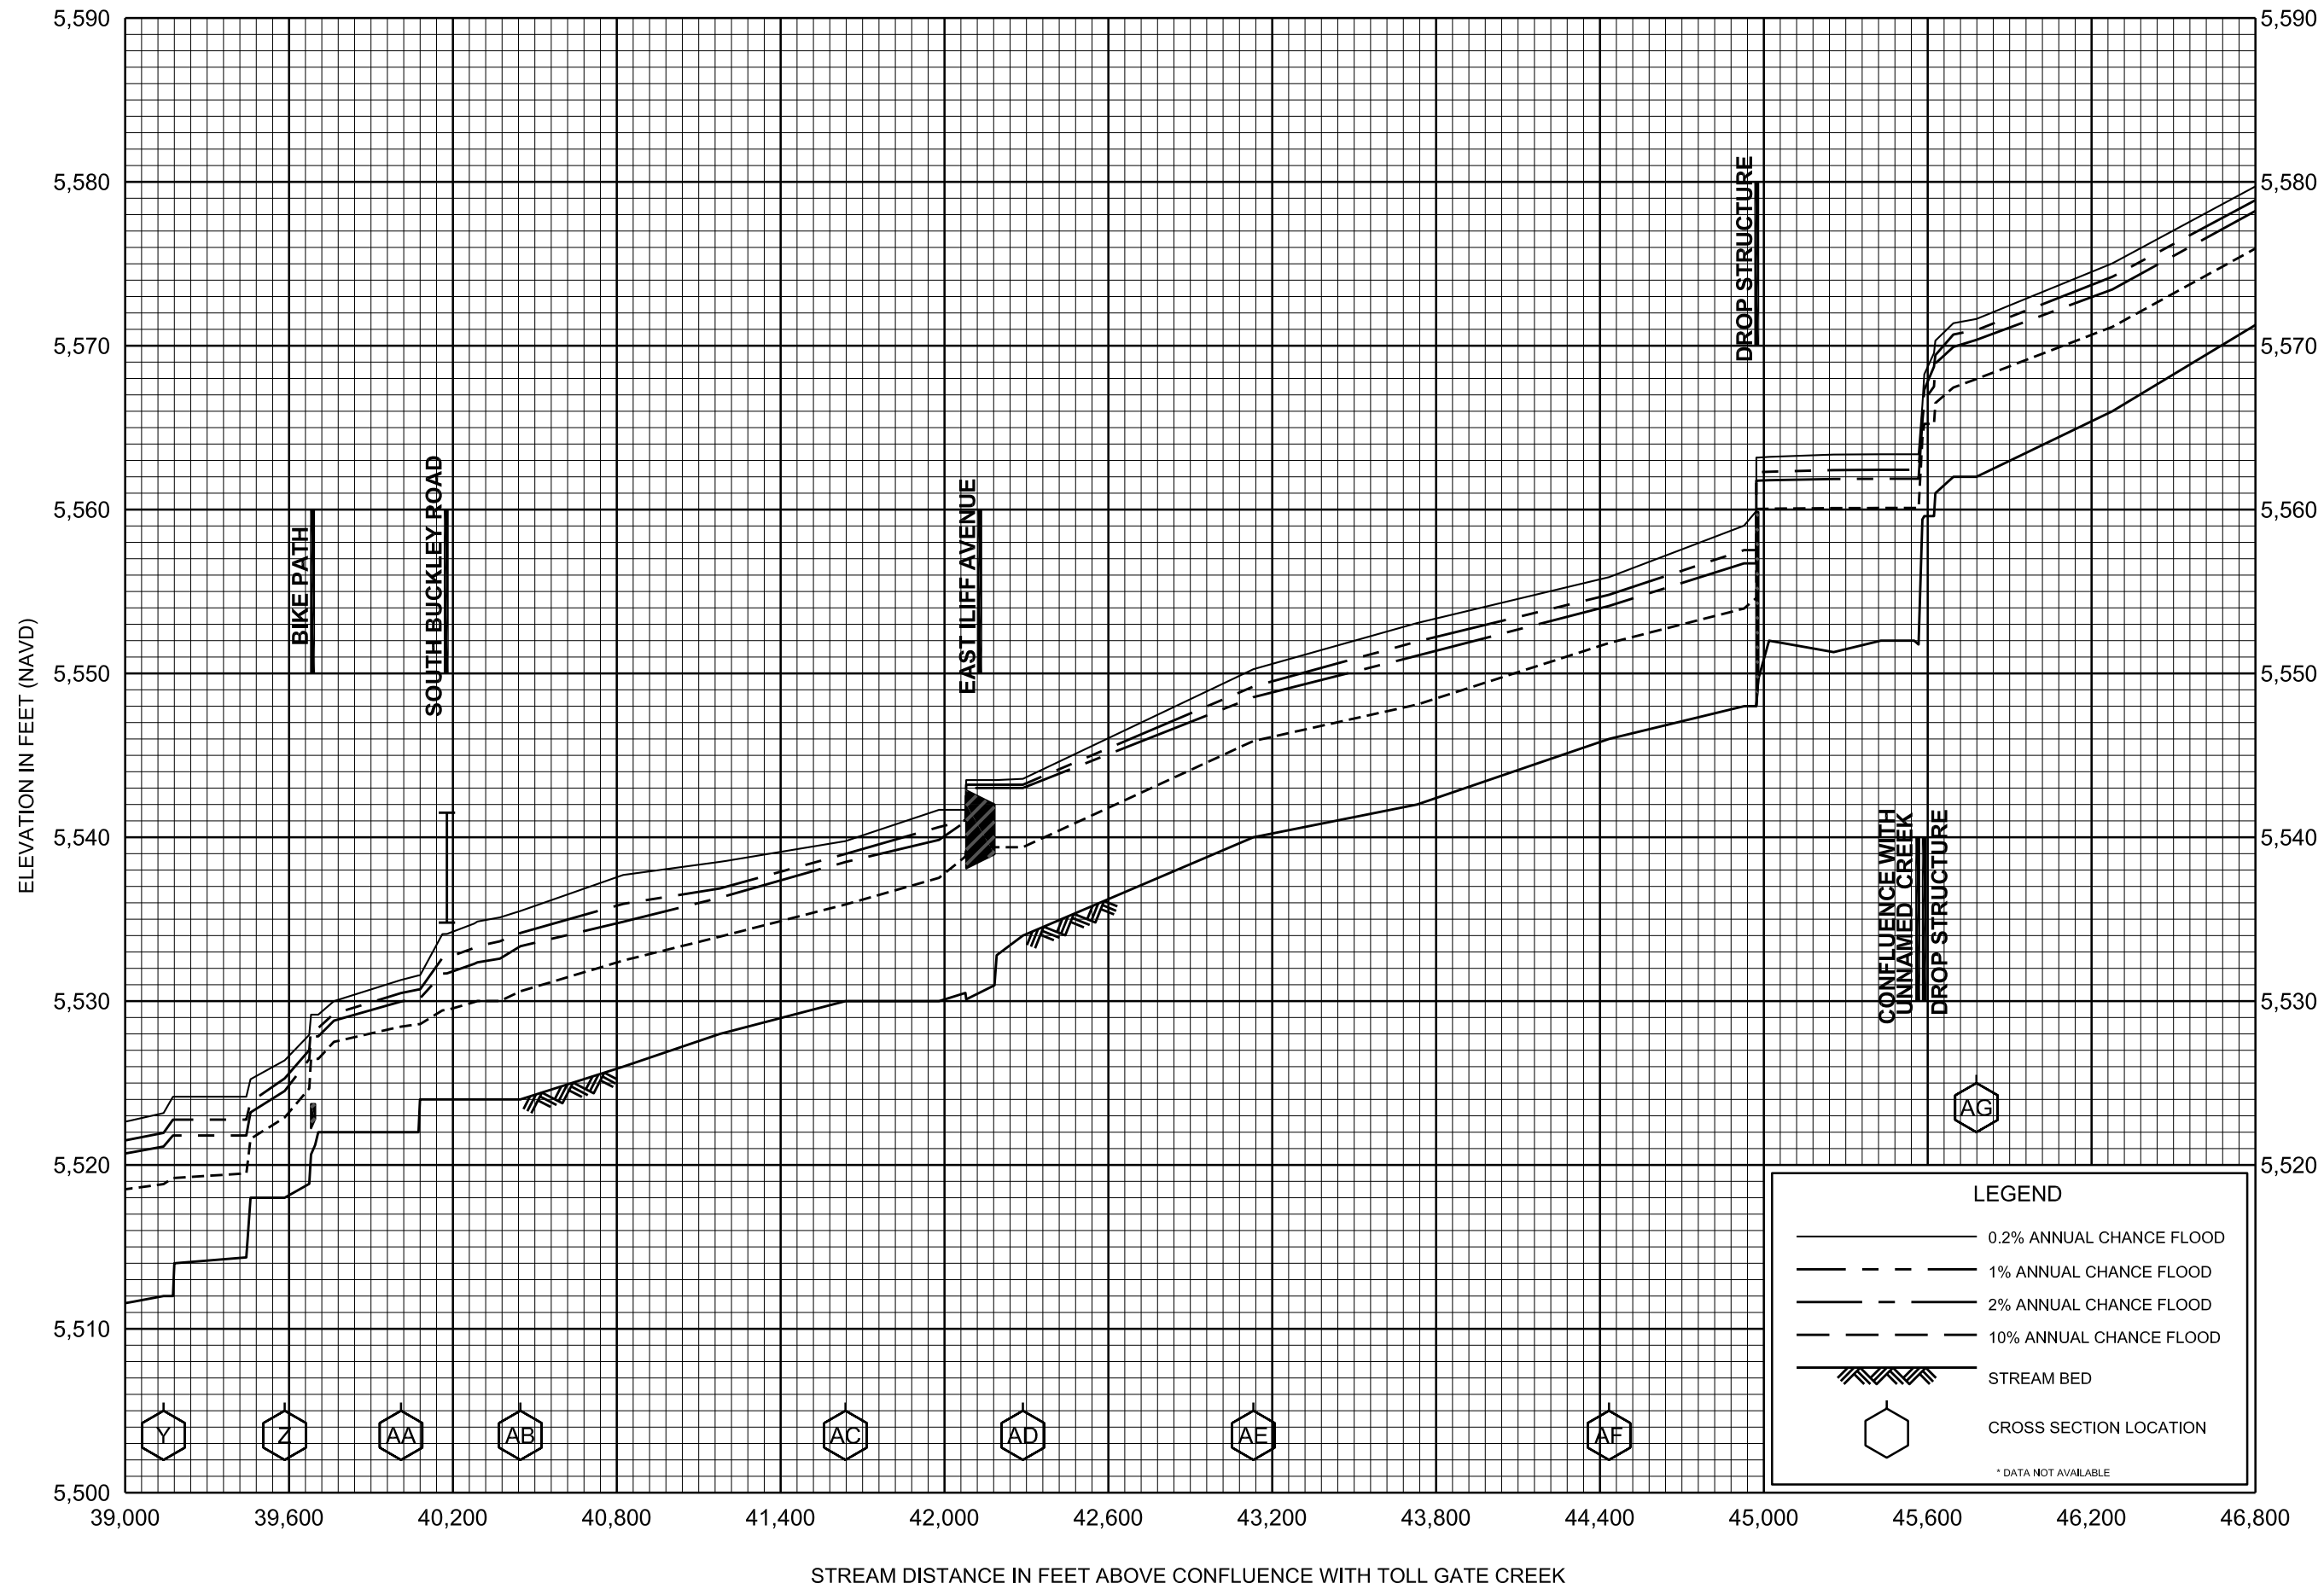 5,590
5,580
5,570
5,560
5,550
5,540
5,530
5,520
5,510
5,500
ELEVATION IN FEET (NAVD)
5,590
5,580
5,570
5,560
5,550
5,540
5,530
5,520
BIKE PATH
SOUTH BUCKLEY ROAD
EAST ILIFF AVENUE
DROP STRUCTURE
CONFLUENCE WITH
UNNAMED CREEK
DROP STRUCTURE
Y
Z
AA
AB
AC
AD
AE
AF
AG
LEGEND
0.2% ANNUAL CHANCE FLOOD
1% ANNUAL CHANCE FLOOD
2% ANNUAL CHANCE FLOOD
10% ANNUAL CHANCE FLOOD
STREAM BED
CROSS SECTION LOCATION
* DATA NOT AVAILABLE
39,000
39,600
40,200
40,800
41,400
42,000
42,600
43,200
43,800
44,400
45,000
45,600
46,200
46,800
STREAM DISTANCE IN FEET ABOVE CONFLUENCE WITH TOLL GATE CREEK